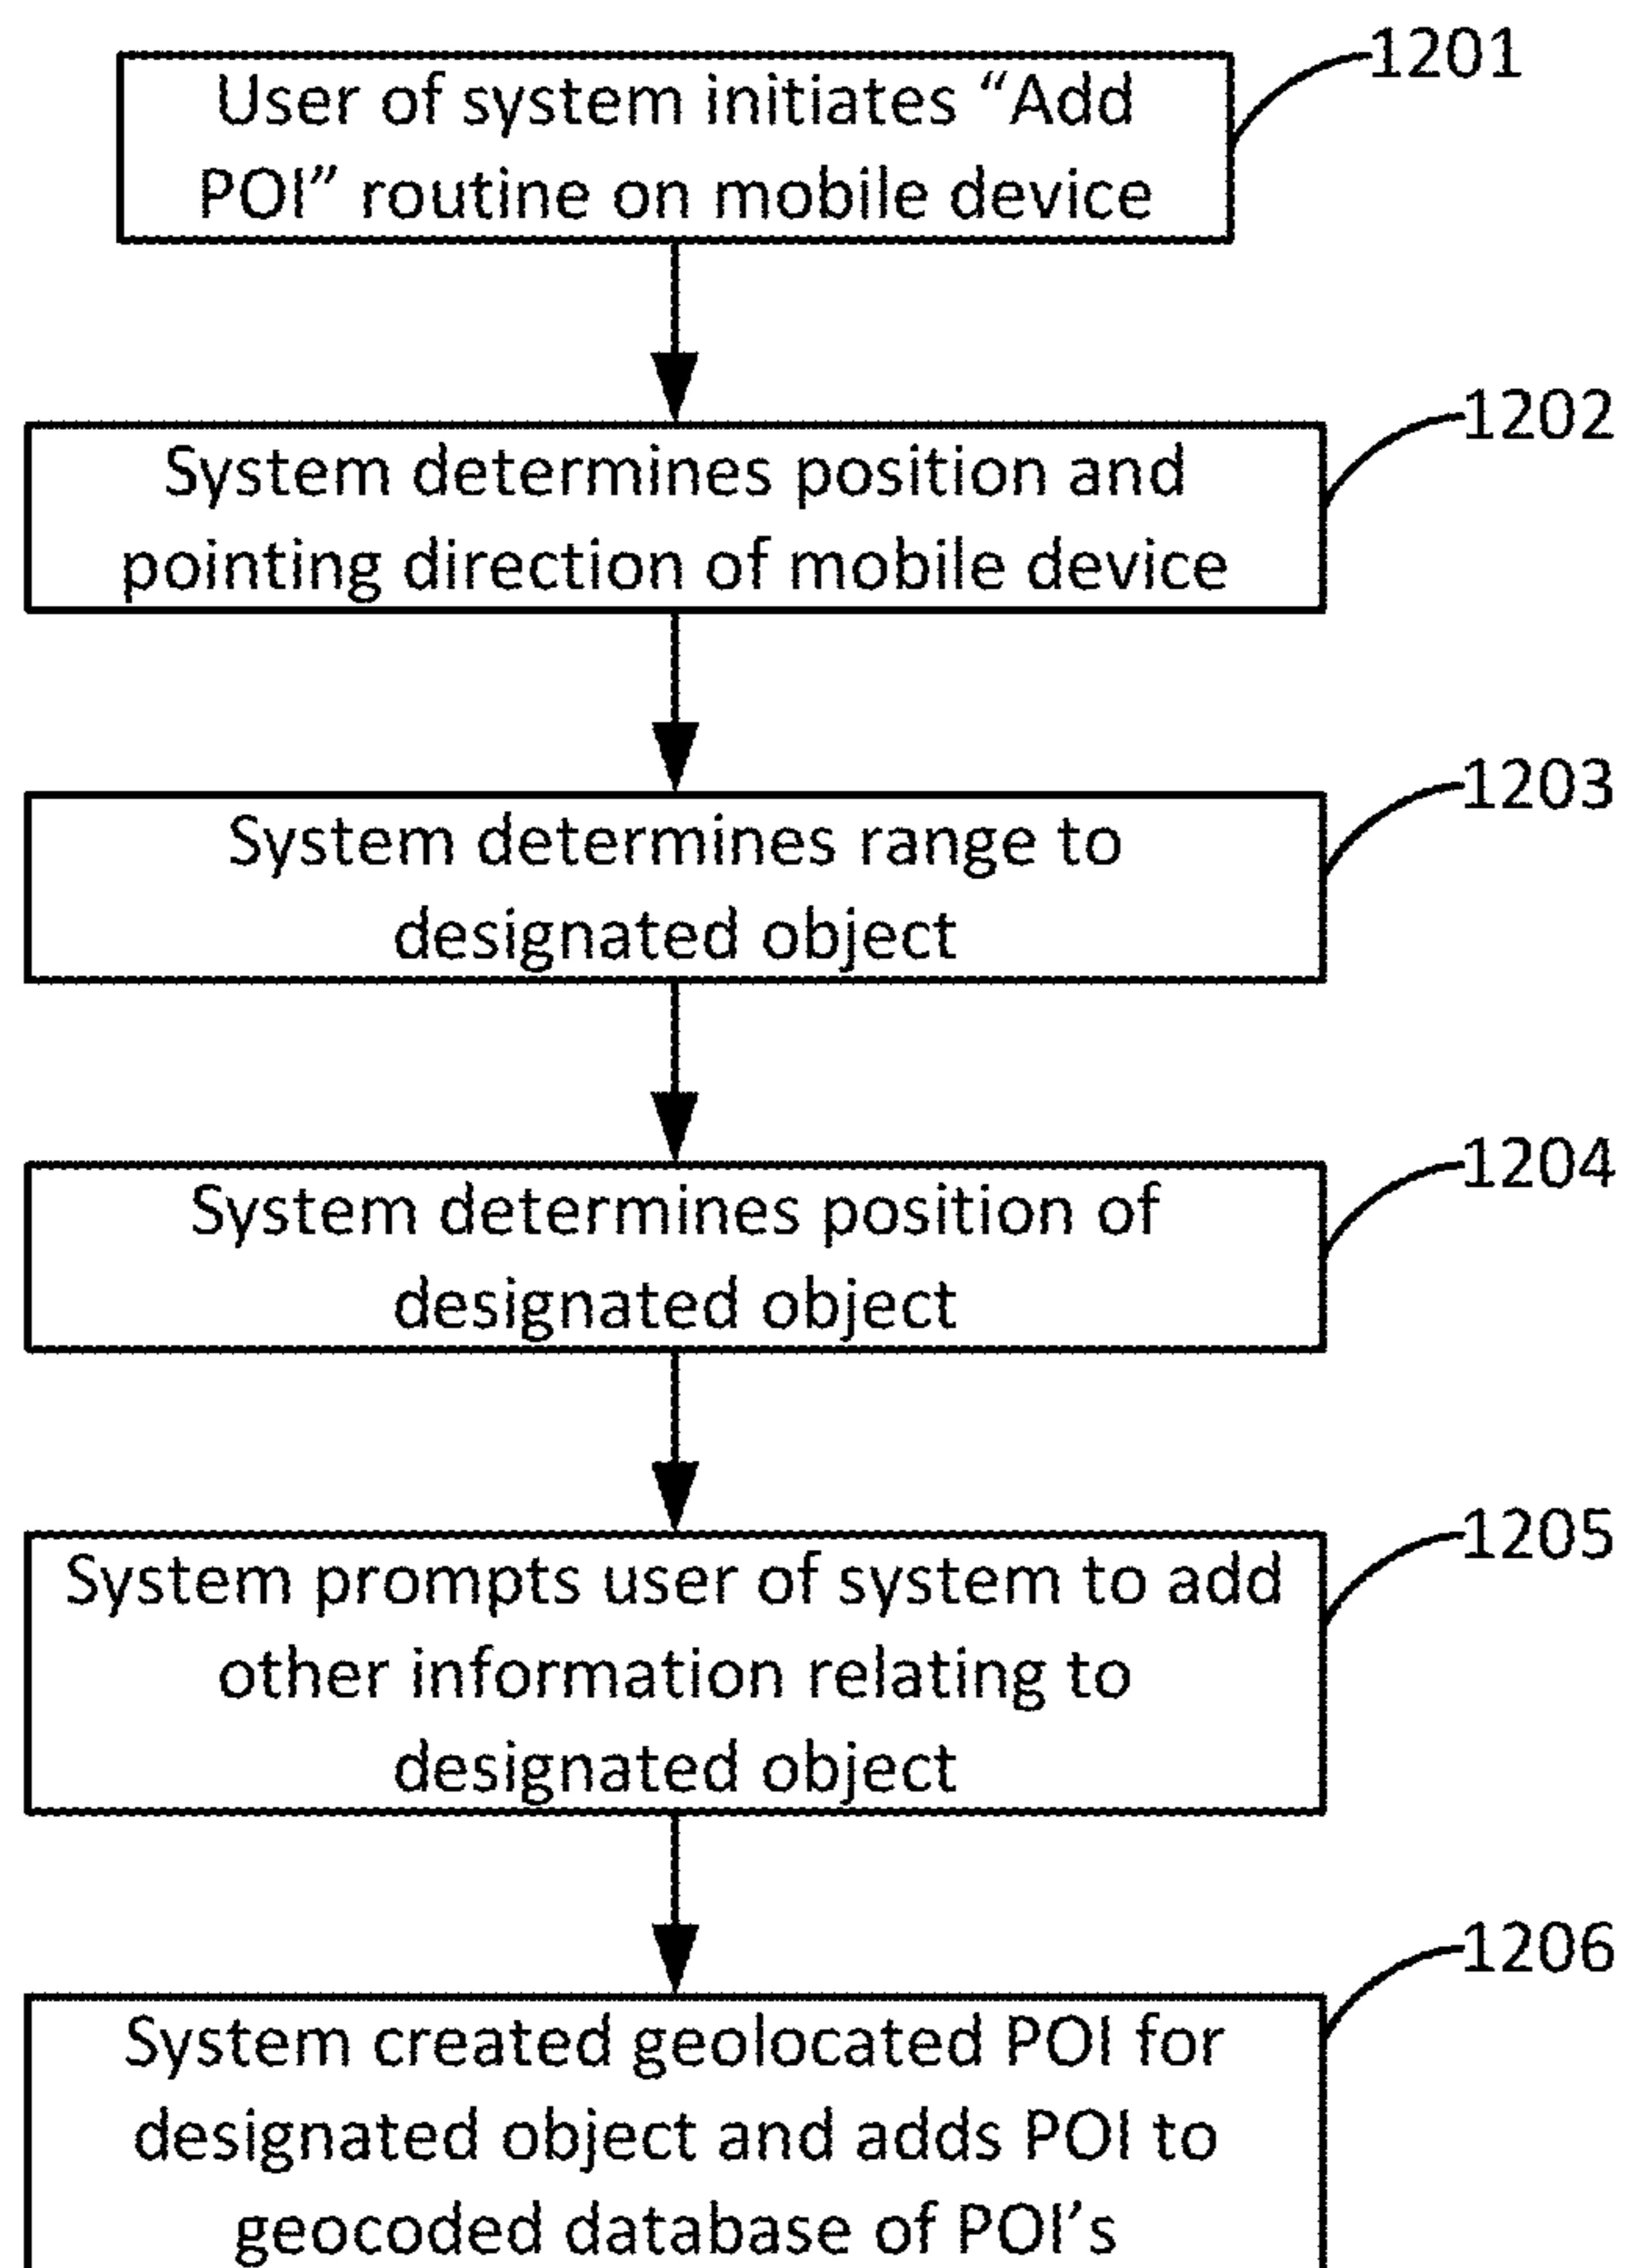 1201
User of system initiates “Add
POI” routine on mobile device
1202
System determines position and
pointing direction of mobile device
1203
System determines range to
designated object
1204
System determines position of
designated object
1205
System prompts user of system to add
other information relating to
designated object
1206
System created geolocated POI for
designated object and adds POI to
geocoded database of POI’s